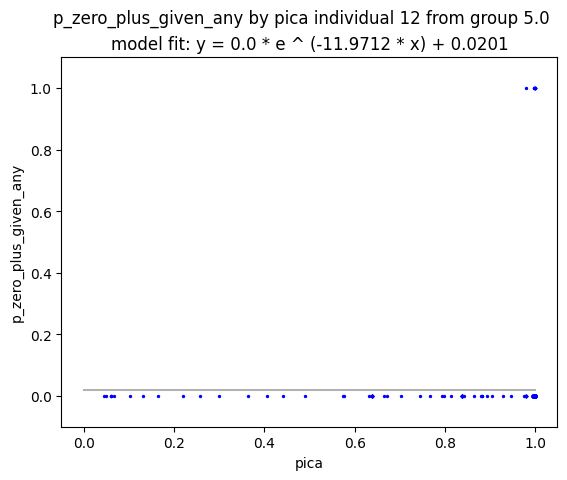 p_zero_plus_given_any by pica individual 12 from group 5.0
model fit: y = 0.0 * e ^ (-11.9712 * x) + 0.0201
1.0
0.8
0.6
0.4
0.2
0.0
p_zero_plus_given_any
0.0 0.2 0.4 0.6 0.8 1.0
pica